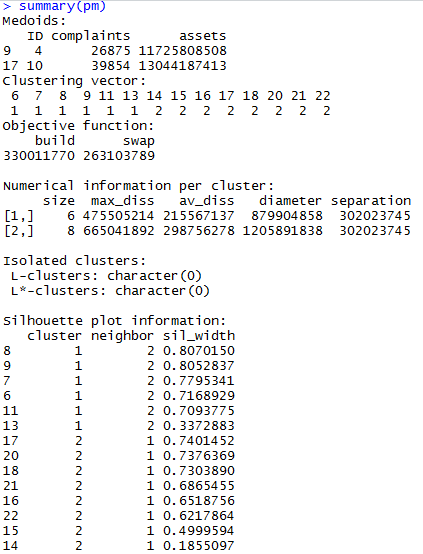 > summary(pm)
Medoids:
   ID complaints      assets
9   4      26875 11725808508
17 10      39854 13044187413
Clustering vector:
 6  7  8  9 11 13 14 15 16 17 18 20 21 22
 1  1  1  1  1  1  2  2  2  2  2  2  2  2
Objective function:
    build      swap
330011770 263103789

Numerical information per cluster:
     size  max_diss   av_diss   diameter separation
[1,]    6 475505214 215567137  879904858  302023745
[2,]    8 665041892 298756278 1205891838  302023745

Isolated clusters:
 L-clusters: character(0)
 L*-clusters: character(0)

Silhouette plot information:
   cluster neighbor sil_width
8        1        2 0.8070150
9        1        2 0.8052837
7        1        2 0.7795341
6        1        2 0.7168929
11       1        2 0.7093775
13       1        2 0.3372883
17       2        1 0.7401452
20       2        1 0.7376369
18       2        1 0.7303890
21       2        1 0.6865455
16       2        1 0.6518756
22       2        1 0.6217864
15       2        1 0.4999594
14       2        1 0.1855097